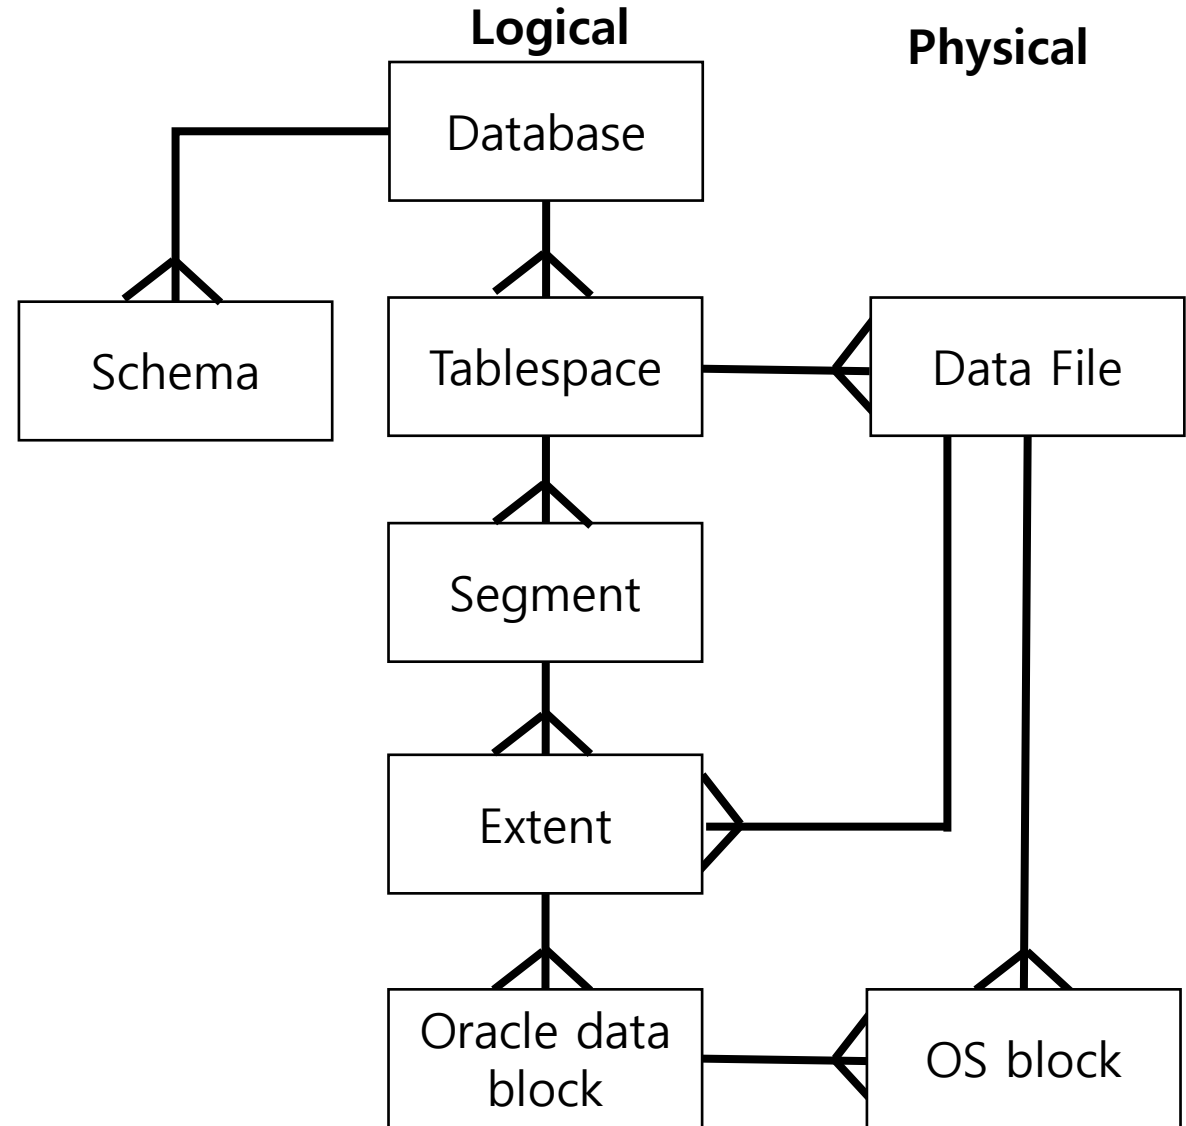 Logical
Physical
Database
Schema
Tablespace
Data File
Segment
Extent
Oracle data
block
OS block